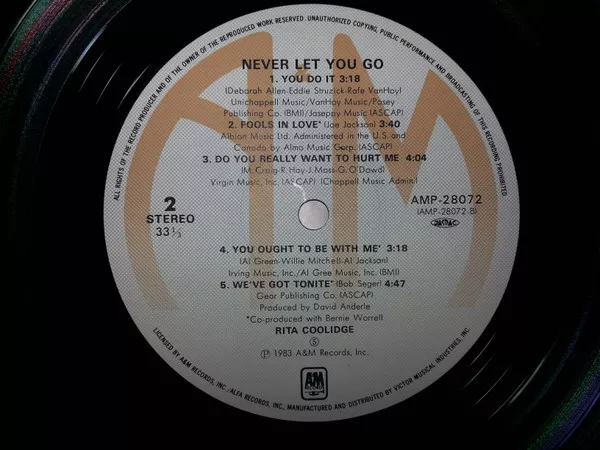 ALL RIGHTS OF THE RECORD PRODUCER AND OF THE OWNER OF THE WORK REPRODUCED RESERVED. UNAUTHORIZED COPYING, PUBLIC PERFORMANCE AND BROADCASTING OF THIS RECORDING PROHIBITED.
NEVER LET YOU GO
1. YOU DO IT 3:18
(Deborah Allen-Eddie Struzick-Rafe VanHoy)
Unichappell Music/VanHoy Music/Posey
Publishing Co. (BMI)/Joseppy Music (ASCAP)
2. FOOLS IN LOVE* (Joe Jackson) 3:40
Albion Music Ltd. Administered in the U.S. and
Canada by Almo Music Corp. (ASCAP)
3. DO YOU REALLY WANT TO HURT ME 4:04
(M. Craig-R. Hay-J. Moss-G. O'Dowd)
Virgin Music, Inc. (ASCAP) (Chappell Music Admin.)
2
STEREO
33 1/3
AMP-28072
(AMP-28072-B)
4. YOU OUGHT TO BE WITH ME* 3:18
(Al Green-Willie Mitchell-Al Jackson)
Irving Music, Inc./Al Gree Music, Inc. (BMI)
5. WE'VE GOT TONITE* (Bob Seger) 4:47
Gear Publishing Co. (ASCAP)
Produced by David Anderle
*Co-produced with Bernie Worrell
RITA COOLIDGE
Ⓢ
Ⓟ 1983 A&M Records, Inc.
A&M
RECORDS
LICENSED BY A&M RECORDS, INC./ALFA RECORDS, INC., MANUFACTURED AND DISTRIBUTED BY VICTOR MUSICAL INDUSTRIES, INC.